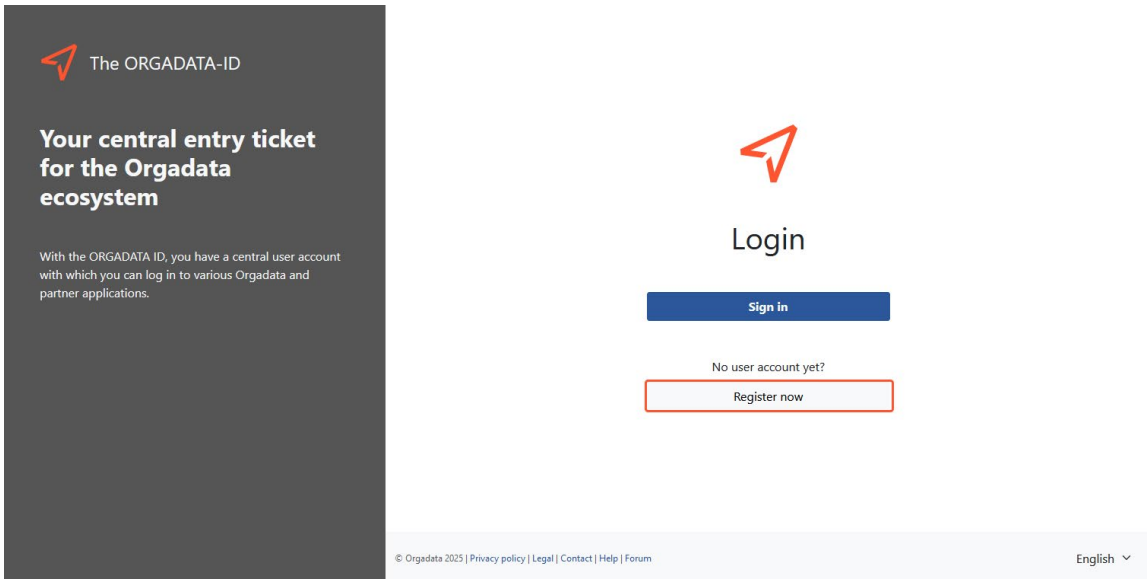 The ORGADATA-ID
Your central entry ticket
for the Orgadata
ecosystem
With the ORGADATA ID, you have a central user account
with which you can log in to various Orgadata and
partner applications.
Login
Sign in
No user account yet?
Register now
© Orgadata 2025 | Privacy policy | Legal | Contact | Help | Forum
English